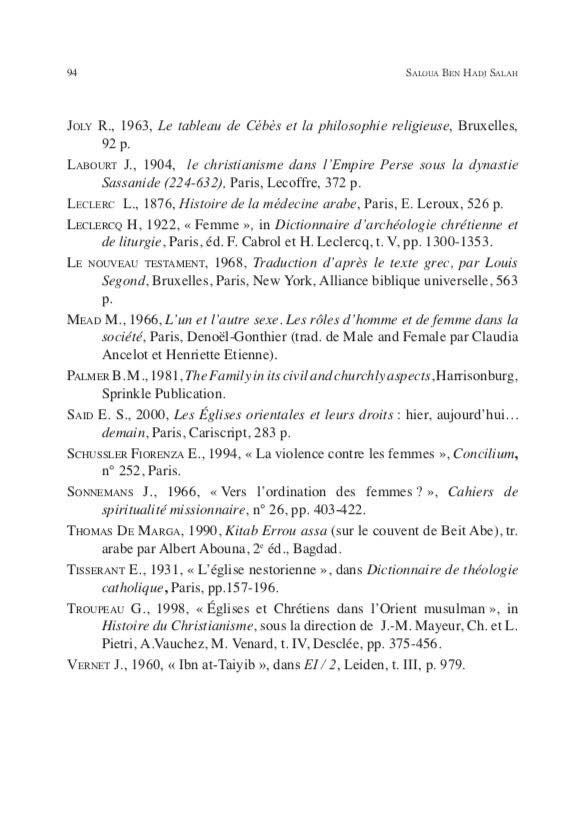 94
Saloua Ben Hadj Salah
Joly R., 1963, Le tableau de Cébès et la philosophie religieuse, Bruxelles,
92 p.
Labourt J., 1904, le christianisme dans l'Empire Perse sous la dynastie
Sassanide (224-632), Paris, Lecoffre, 372 p.
Leclerc L., 1876, Histoire de la médecine arabe, Paris, E. Leroux, 526 p.
Leclercq H, 1922, « Femme », in Dictionnaire d'archéologie chrétienne et
de liturgie, Paris, éd. F. Cabrol et H. Leclercq, t. V, pp. 1300-1353.
Le nouveau testament, 1968, Traduction d'après le texte grec, par Louis
Segond, Bruxelles, Paris, New York, Alliance biblique universelle, 563
p.
Mead M., 1966, L'un et l'autre sexe. Les rôles d'homme et de femme dans la
société, Paris, Denoël-Gonthier (trad. de Male and Female par Claudia
Ancelot et Henriette Etienne).
Palmer B.M., 1981, The Family in its civil and churchly aspects, Harrisonburg,
Sprinkle Publication.
Said E. S., 2000, Les Églises orientales et leurs droits : hier, aujourd'hui…
demain, Paris, Cariscript, 283 p.
Schussler Fiorenza E., 1994, « La violence contre les femmes », Concilium,
n° 252, Paris.
Sonnemans J., 1966, « Vers l'ordination des femmes ? », Cahiers de
spiritualité missionnaire, n° 26, pp. 403-422.
Thomas De Marga, 1990, Kitab Errou assa (sur le couvent de Beit Abe), tr.
arabe par Albert Abouna, 2e éd., Bagdad.
Tisserant E., 1931, « L'église nestorienne », dans Dictionnaire de théologie
catholique, Paris, pp.157-196.
Troupeau G., 1998, « Églises et Chrétiens dans l'Orient musulman », in
Histoire du Christianisme, sous la direction de J.-M. Mayeur, Ch. et L.
Pietri, A.Vauchez, M. Venard, t. IV, Desclée, pp. 375-456.
Vernet J., 1960, « Ibn at-Taiyib », dans EI / 2, Leiden, t. III, p. 979.